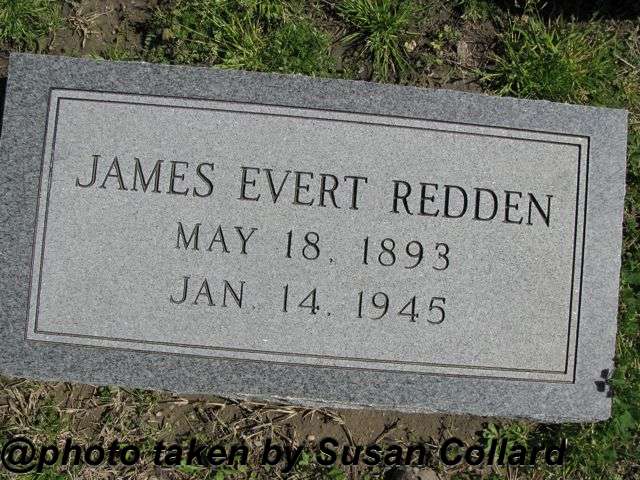 JAMES EVERT REDDEN
MAY 18, 1893
JAN. 14, 1945
@photo taken by Susan Collard